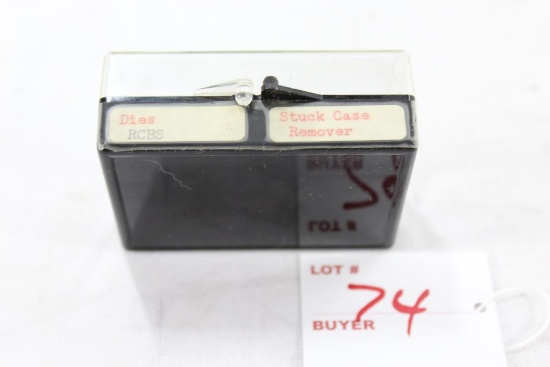 Dies
RCBS
Stuck Case
Remover
LOT #
74
BUYER